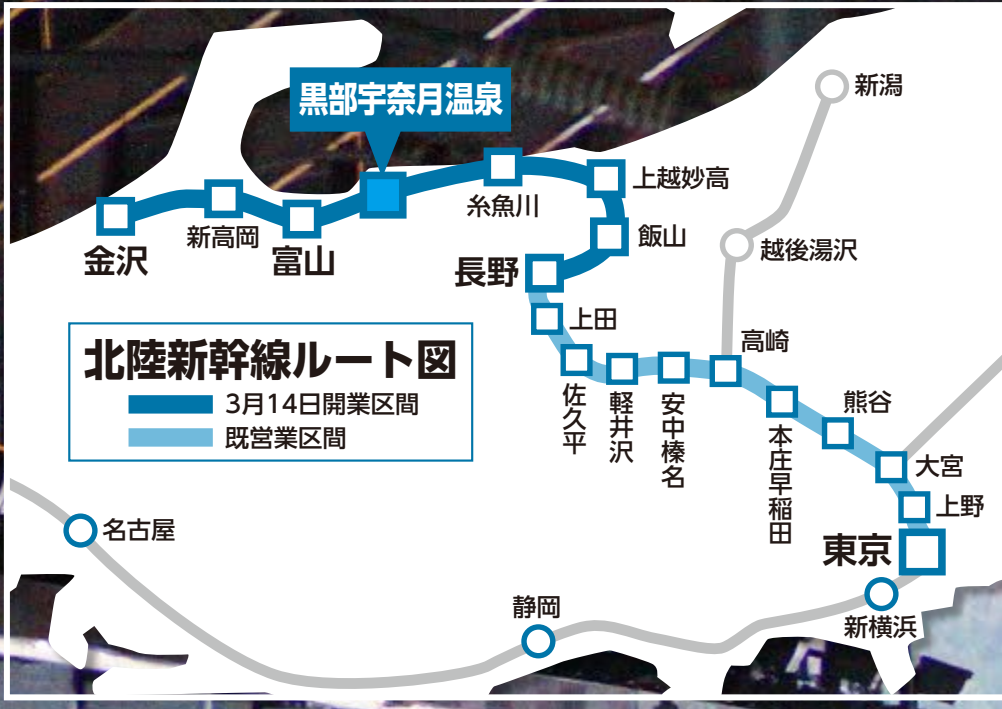 黒部宇奈月温泉
新潟
上越妙高
糸魚川
飯山
新高岡
越後湯沢
金沢
富山
長野
上田
高崎
北陸新幹線ルート図
3月14日開業区間
既営業区間
佐久平
軽井沢
安中榛名
本庄早稲田
熊谷
大宮
上野
東京
名古屋
静岡
新横浜